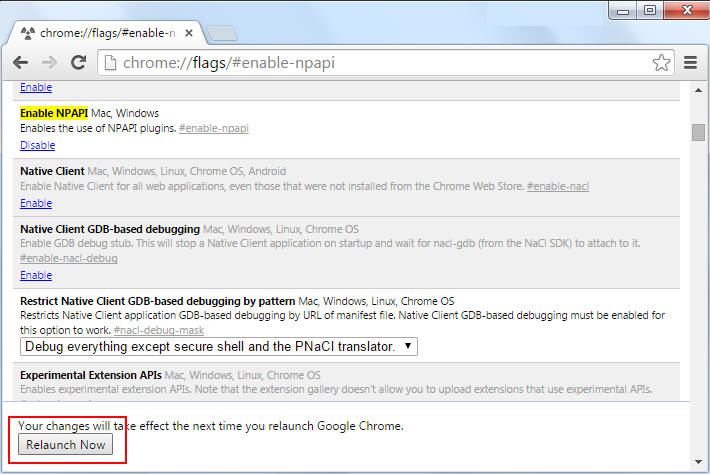 chrome://flags/#enable-n
chrome://flags/#enable-npapi
Enable
Enable NPAPI Mac, Windows
Enables the use of NPAPI plugins. #enable-npapi
Disable
Native Client Mac, Windows, Linux, Chrome OS, Android
Enable Native Client for all web applications, even those that were not installed from the Chrome Web Store. #enable-nacl
Enable
Native Client GDB-based debugging Mac, Windows, Linux, Chrome OS
Enable GDB debug stub. This will stop a Native Client application on startup and wait for nacl-gdb (from the NaCl SDK) to attach to it.
#enable-nacl-debug
Enable
Restrict Native Client GDB-based debugging by pattern Mac, Windows, Linux, Chrome OS
Restricts Native Client application GDB-based debugging by URL of manifest file. Native Client GDB-based debugging must be enabled for
this option to work. #nacl-debug-mask
Debug everything except secure shell and the PNaCl translator.
Experimental Extension APIs Mac, Windows, Linux, Chrome OS
Enables experimental extension APIs. Note that the extension gallery doesn't allow you to upload extensions that use experimental APIs.
Your changes will take effect the next time you relaunch Google Chrome.
Relaunch Now